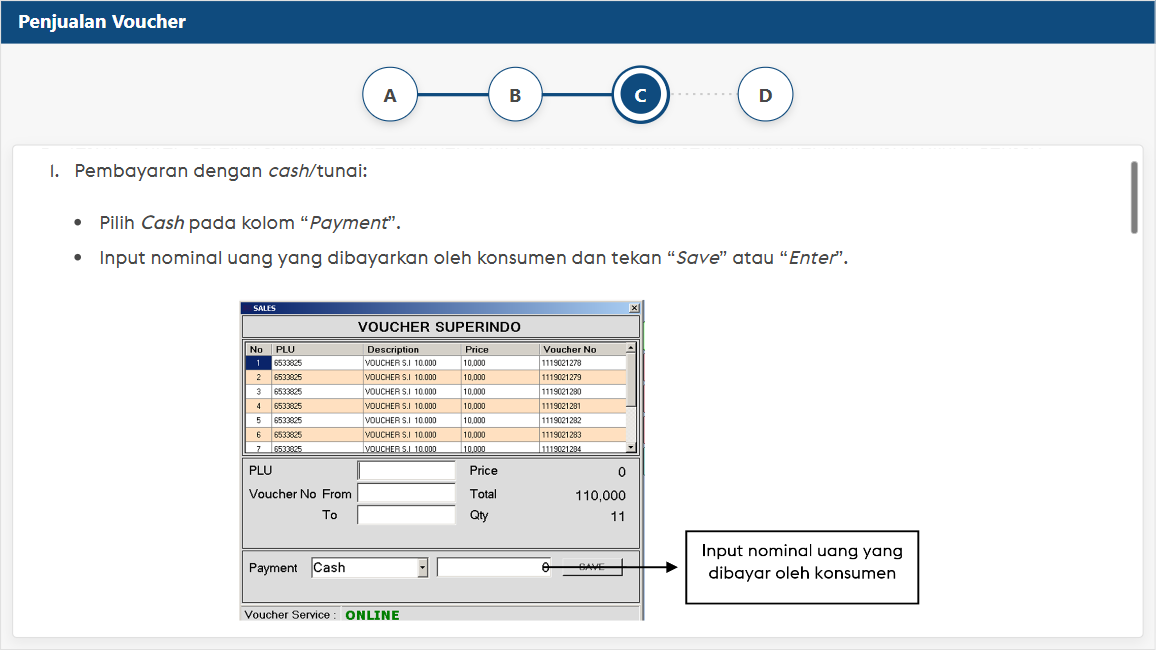 Penjualan Voucher
A B C D
I. Pembayaran dengan cash/tunai:
• Pilih Cash pada kolom “Payment”.
• Input nominal uang yang dibayarkan oleh konsumen dan tekan “Save” atau “Enter”.
SALES
VOUCHER SUPERINDO
No PLU Description Price Voucher No
1 6533825 VOUCHER S.I 10.000 10,000 1119021278
2 6533825 VOUCHER S.I 10.000 10,000 1119021279
3 6533825 VOUCHER S.I 10.000 10,000 1119021280
4 6533825 VOUCHER S.I 10.000 10,000 1119021281
5 6533825 VOUCHER S.I 10.000 10,000 1119021282
6 6533825 VOUCHER S.I 10.000 10,000 1119021283
7 6533825 VOUCHER S.I 10.000 10,000 1119021284
PLU Price 0
Voucher No From Total 110,000
To Qty 11
Payment Cash 0 SAVE
Input nominal uang yang
dibayar oleh konsumen
Voucher Service : ONLINE